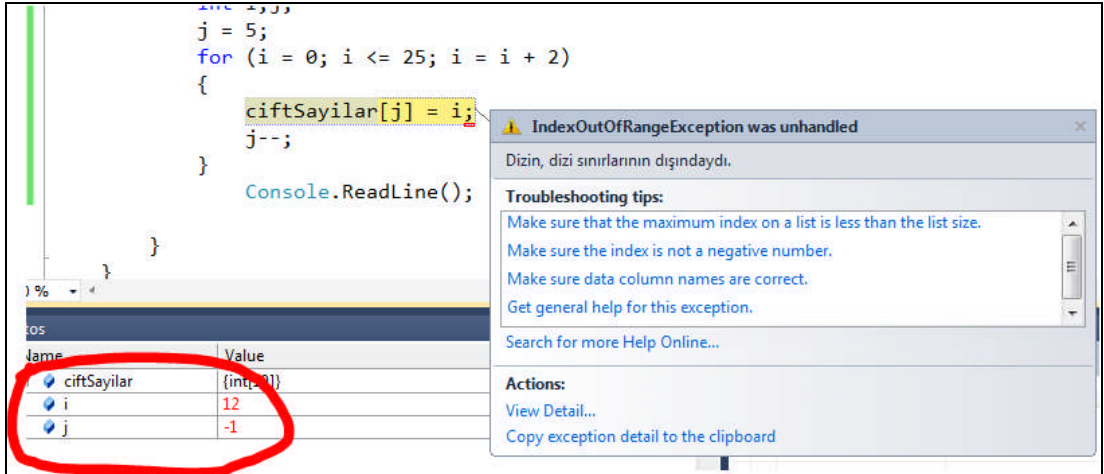 int i,j;
j = 5;
for (i = 0; i <= 25; i = i + 2)
{
ciftSayilar[j] = i;
j--;
}
Console.ReadLine();
}
}
IndexOutOfRangeException was unhandled
Dizin, dizi sınırlarının dışındaydı.
Troubleshooting tips:
Make sure that the maximum index on a list is less than the list size.
Make sure the index is not a negative number.
Make sure data column names are correct.
Get general help for this exception.
Search for more Help Online...
Actions:
View Detail...
Copy exception detail to the clipboard
%
Name Value
ciftSayilar
i 12
j -1